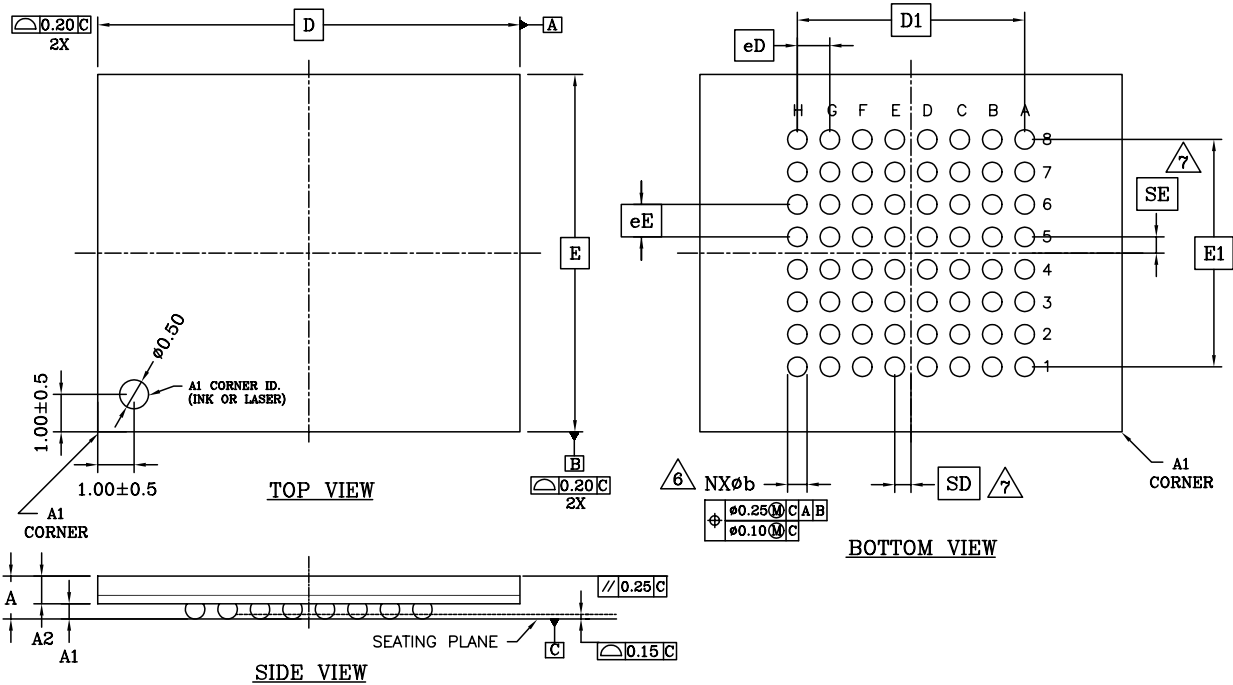 ⌓ 0.20 C
2X
D
A
E
ø0.50
A1 CORNER ID.
(INK OR LASER)
1.00±0.5
1.00±0.5
A1
CORNER
TOP VIEW
B
⌓ 0.20 C
2X
D1
eD
H G F E D C B A
8
7
6
5
4
3
2
1
eE
7
SE
E1
6 NXøb
⌖ ø0.25 Ⓜ C A B
ø0.10 Ⓜ C
SD 7
A1
CORNER
BOTTOM VIEW
A
A2
A1
// 0.25 C
SEATING PLANE
C
⌓ 0.15 C
SIDE VIEW